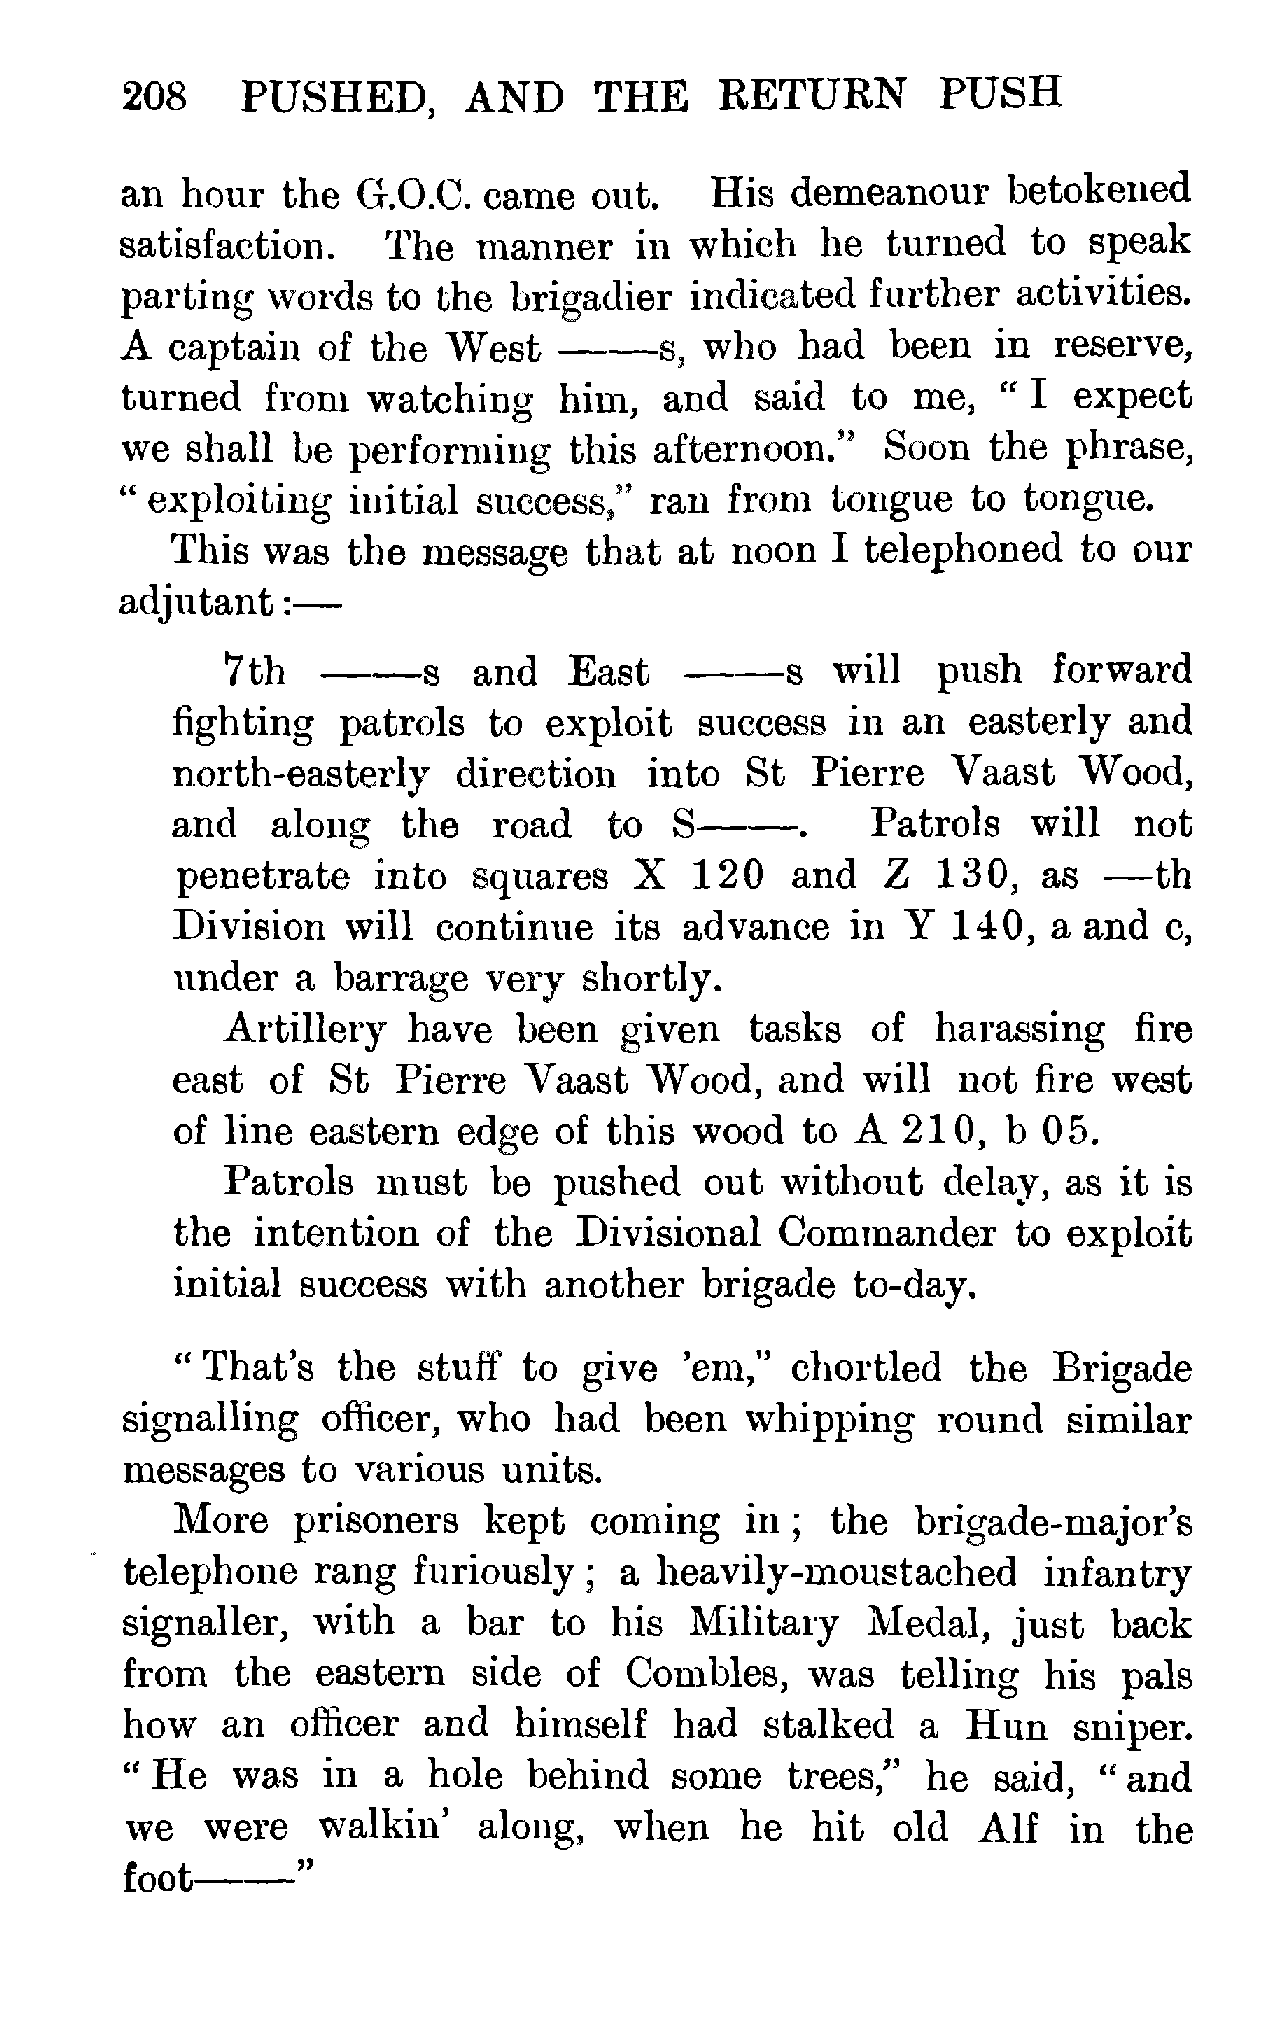 208 PUSHED, AND THE RETURN PUSH
an hour the G.O.C. came out. His demeanour betokened
satisfaction. The manner in which he turned to speak
parting words to the brigadier indicated further activities.
A captain of the West ——s, who had been in reserve,
turned from watching him, and said to me, “ I expect
we shall be performing this afternoon.” Soon the phrase,
“ exploiting initial success,” ran from tongue to tongue.
This was the message that at noon I telephoned to our
adjutant :—
7th ——s and East ——s will push forward
fighting patrols to exploit success in an easterly and
north-easterly direction into St Pierre Vaast Wood,
and along the road to S——. Patrols will not
penetrate into squares X 120 and Z 130, as —th
Division will continue its advance in Y 140, a and c,
under a barrage very shortly.
Artillery have been given tasks of harassing fire
east of St Pierre Vaast Wood, and will not fire west
of line eastern edge of this wood to A 210, b 05.
Patrols must be pushed out without delay, as it is
the intention of the Divisional Commander to exploit
initial success with another brigade to-day.
“ That’s the stuff to give ’em,” chortled the Brigade
signalling officer, who had been whipping round similar
messages to various units.
More prisoners kept coming in ; the brigade-major’s
telephone rang furiously ; a heavily-moustached infantry
signaller, with a bar to his Military Medal, just back
from the eastern side of Combles, was telling his pals
how an officer and himself had stalked a Hun sniper.
“ He was in a hole behind some trees,” he said, “ and
we were walkin’ along, when he hit old Alf in the
foot——”